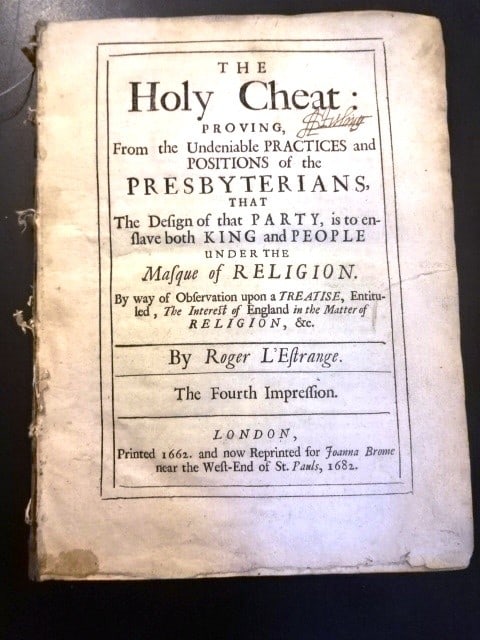 THE
Holy Cheat:
PROVING,
From the Undeniable PRACTICES and
POSITIONS of the
PRESBYTERIANS,
THAT
The Deſign of that PARTY, is to en-
ſlave both KING and PEOPLE
UNDER THE
Maſque of RELIGION.
By way of Obſervation upon a TREATISE, Entitu-
led, The Intereſt of England in the Matter of
RELIGION, &c.
By Roger L'Eſtrange.
The Fourth Impreſſion.
LONDON,
Printed 1662. and now Reprinted for Joanna Brome
near the Weſt-End of St. Pauls, 1682.